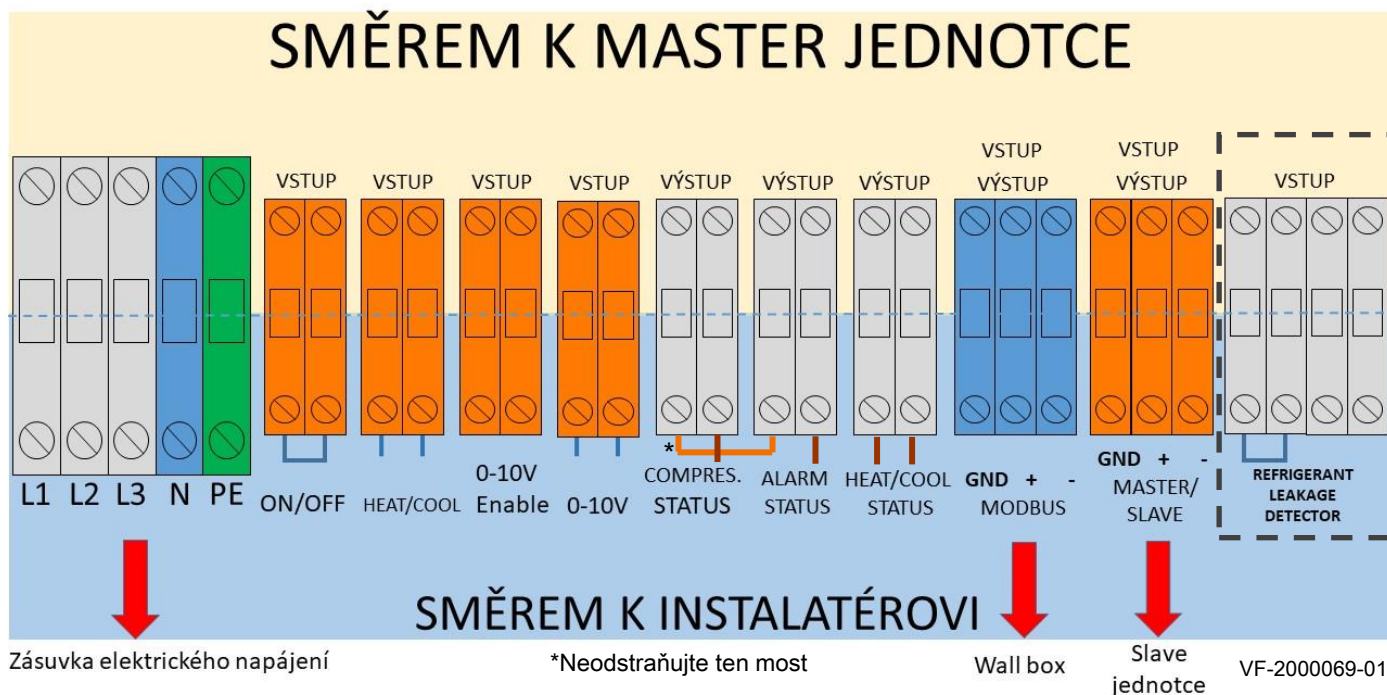 SMĚREM K MASTER JEDNOTCE
VSTUP VSTUP
VSTUP VSTUP VSTUP VSTUP VÝSTUP VÝSTUP VÝSTUP VÝSTUP VÝSTUP VSTUP
L1 L2 L3 N PE
ON/OFF
HEAT/COOL
0-10V
Enable
0-10V
*
COMPRES.
STATUS
ALARM
STATUS
HEAT/COOL
STATUS
GND + -
MODBUS
GND + -
MASTER/
SLAVE
REFRIGERANT
LEAKAGE
DETECTOR
SMĚREM K INSTALATÉROVI
Zásuvka elektrického napájení
*Neodstraňujte ten most
Wall box
Slave
jednotce
VF-2000069-01